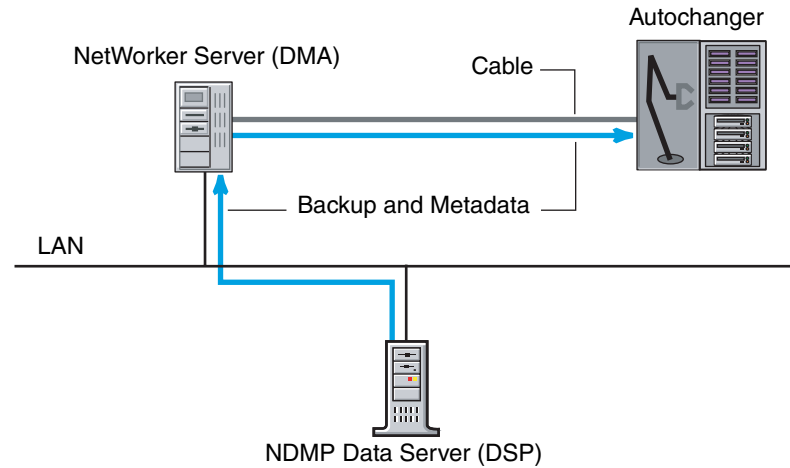 Autochanger
NetWorker Server (DMA)
Cable
Backup and Metadata
LAN
NDMP Data Server (DSP)